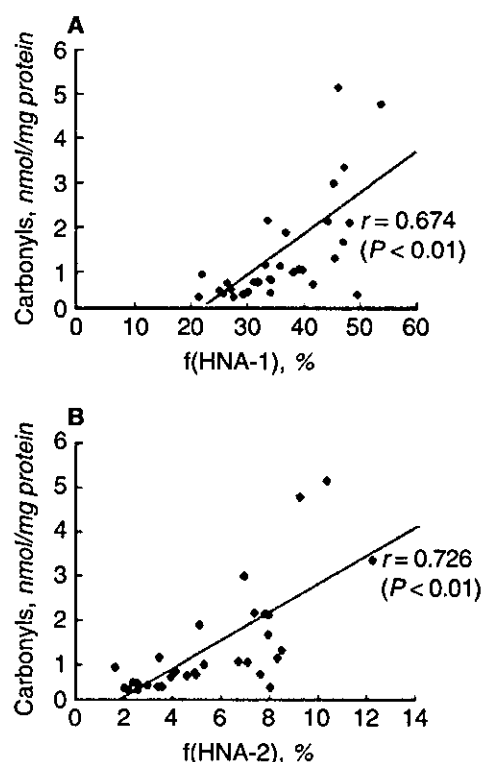 A
Carbonyls, nmol/mg protein
6
5
4
3
2
1
0
r = 0.674
(P < 0.01)
0 10 20 30 40 50 60
f(HNA-1), %
B
Carbonyls, nmol/mg protein
6
5
4
3
2
1
0
r = 0.726
(P < 0.01)
0 2 4 6 8 10 12 14
f(HNA-2), %